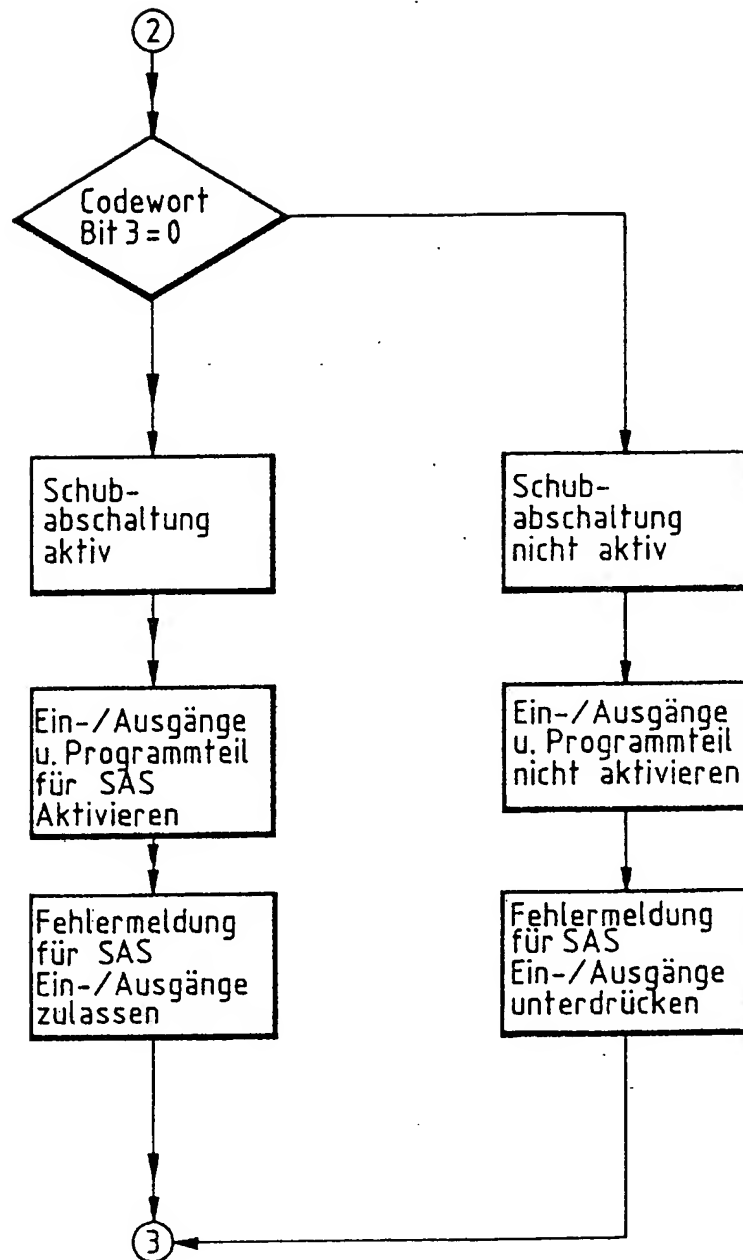 2
Codewort
Bit 3 = 0
Schub-
abschaltung
aktiv
Schub-
abschaltung
nicht aktiv
Ein-/Ausgänge
u. Programmteil
für SAS
Aktivieren
Ein-/Ausgänge
u. Programmteil
nicht aktivieren
Fehlermeldung
für SAS
Ein-/Ausgänge
zulassen
Fehlermeldung
für SAS
Ein-/Ausgänge
unterdrücken
3